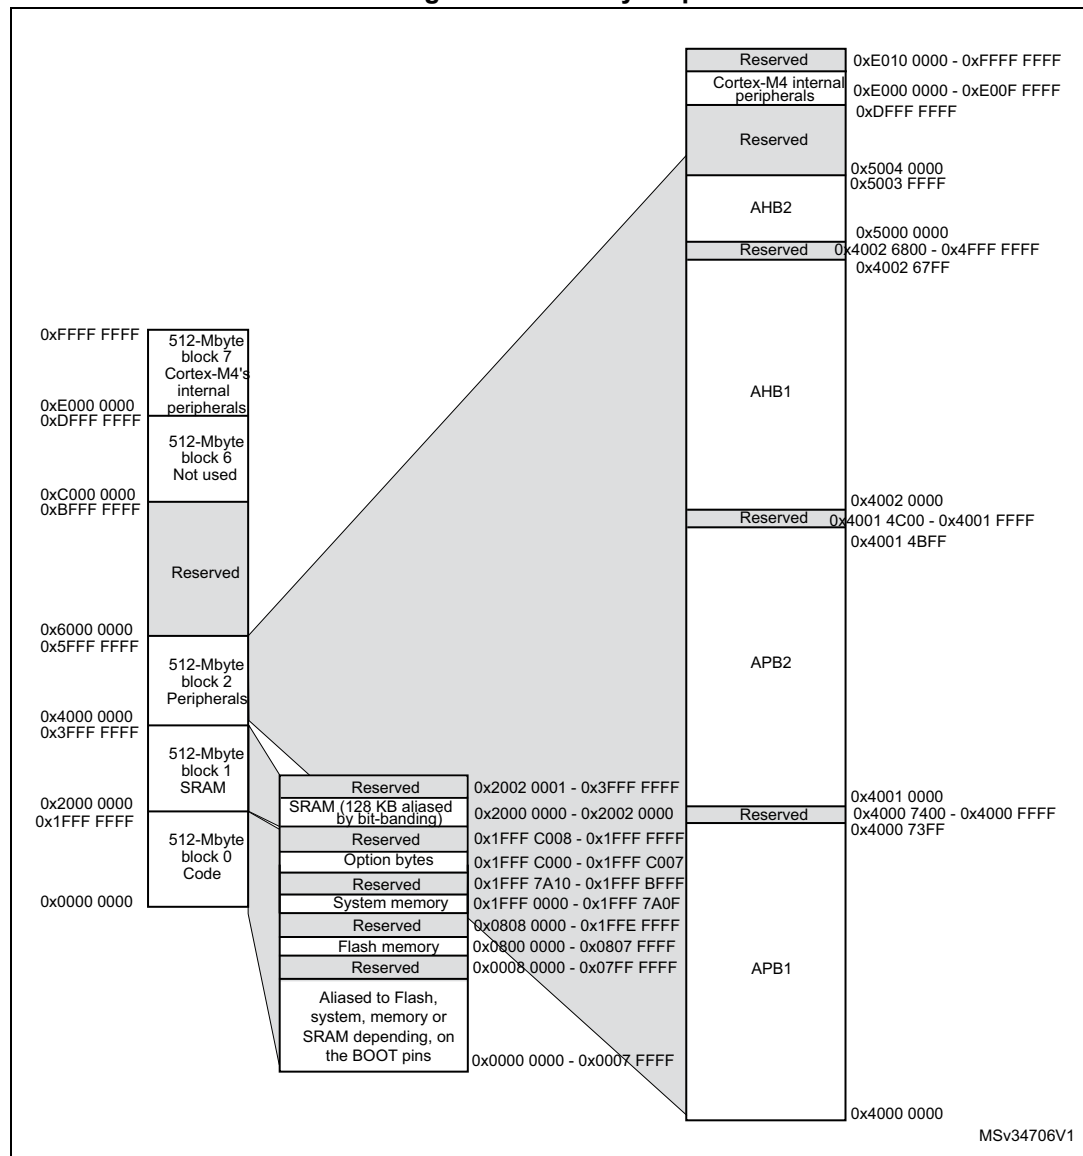 0xFFFF FFFF
512-Mbyte
block 7
Cortex-M4's
internal
peripherals
0xE000 0000
0xDFFF FFFF
512-Mbyte
block 6
Not used
0xC000 0000
0xBFFF FFFF
Reserved
0x6000 0000
0x5FFF FFFF
512-Mbyte
block 2
Peripherals
0x4000 0000
0x3FFF FFFF
512-Mbyte
block 1
SRAM
0x2000 0000
0x1FFF FFFF
512-Mbyte
block 0
Code
0x0000 0000
Reserved 0x2002 0001 - 0x3FFF FFFF
SRAM (128 KB aliased
by bit-banding) 0x2000 0000 - 0x2002 0000
Reserved 0x1FFF C008 - 0x1FFF FFFF
Option bytes 0x1FFF C000 - 0x1FFF C007
Reserved 0x1FFF 7A10 - 0x1FFF BFFF
System memory 0x1FFF 0000 - 0x1FFF 7A0F
Reserved 0x0808 0000 - 0x1FFE FFFF
Flash memory 0x0800 0000 - 0x0807 FFFF
Reserved 0x0008 0000 - 0x07FF FFFF
Aliased to Flash,
system, memory or
SRAM depending, on
the BOOT pins
0x0000 0000 - 0x0007 FFFF
Reserved 0xE010 0000 - 0xFFFF FFFF
Cortex-M4 internal
peripherals 0xE000 0000 - 0xE00F FFFF
0xDFFF FFFF
Reserved
0x5004 0000
0x5003 FFFF
AHB2
0x5000 0000
Reserved 0x4002 6800 - 0x4FFF FFFF
0x4002 67FF
AHB1
0x4002 0000
Reserved 0x4001 4C00 - 0x4001 FFFF
0x4001 4BFF
APB2
0x4001 0000
Reserved 0x4000 7400 - 0x4000 FFFF
0x4000 73FF
APB1
0x4000 0000
MSv34706V1